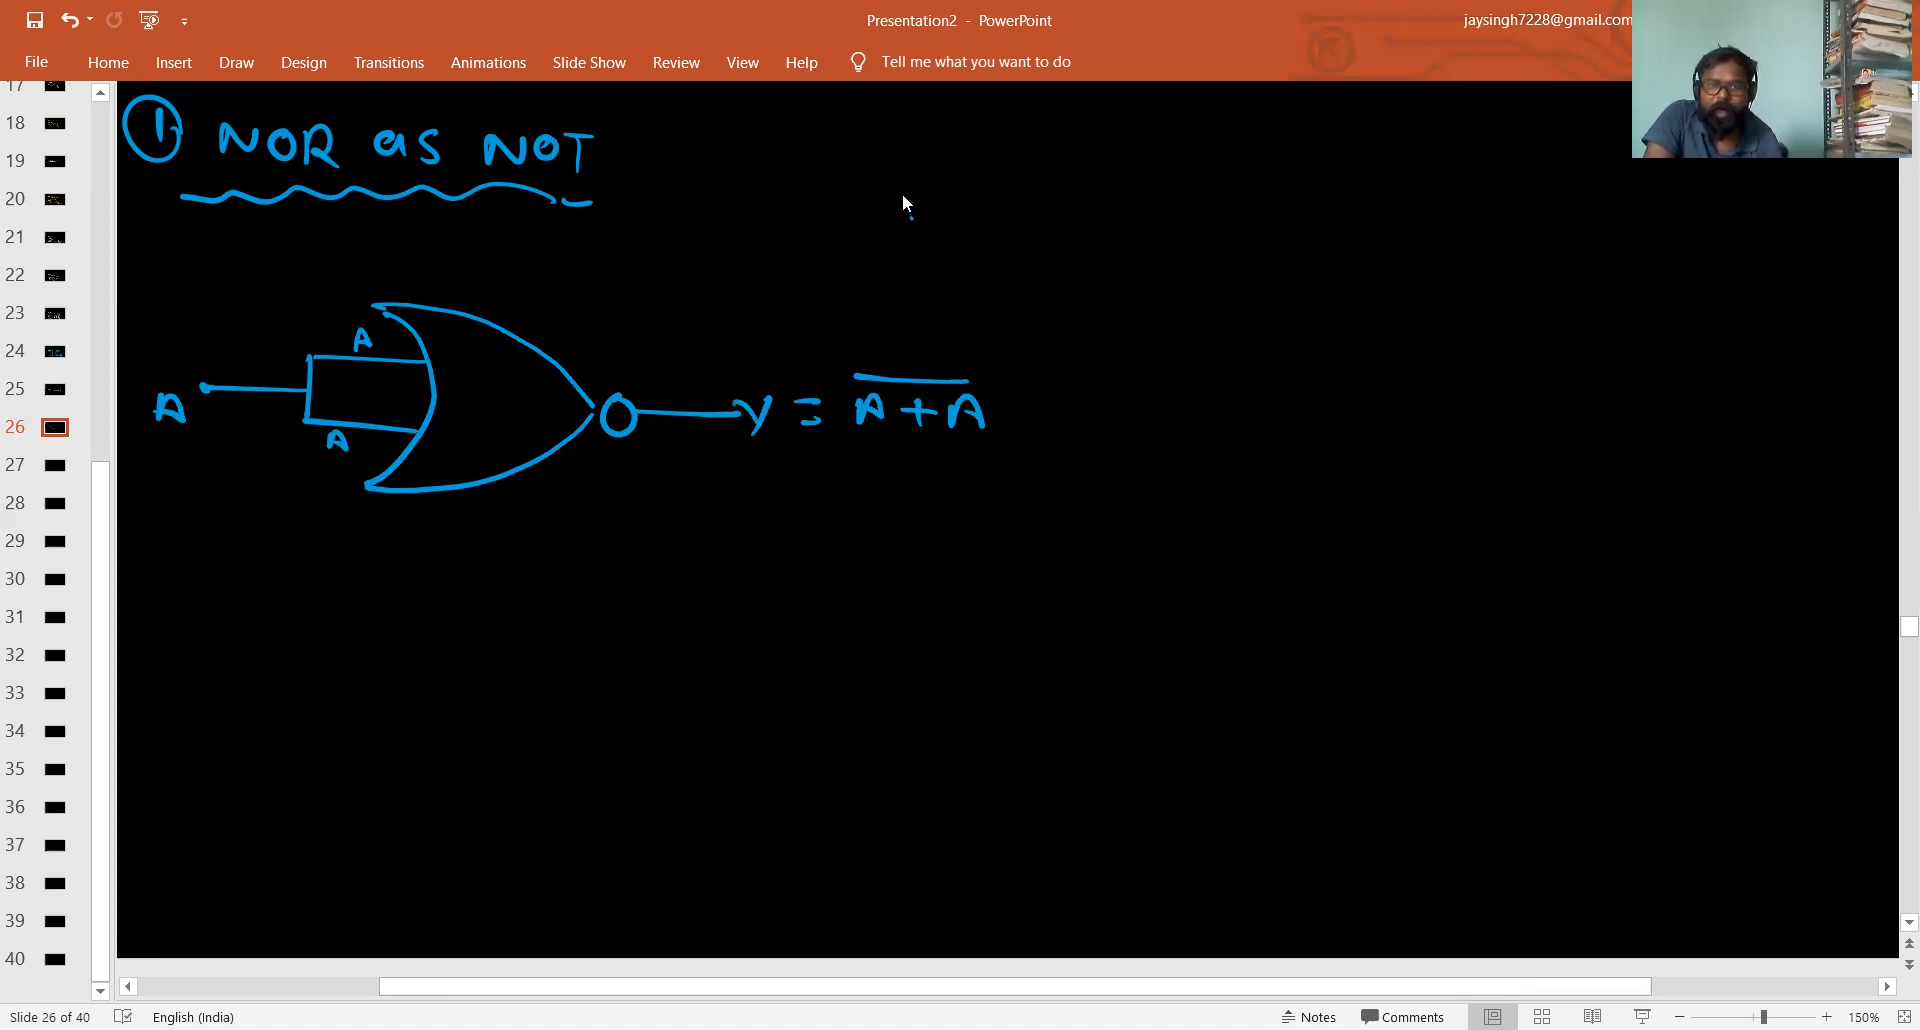 Presentation2 - PowerPoint
jaysingh7228@gmail.com
File Home Insert Draw Design Transitions Animations Slide Show Review View Help Tell me what you want to do
17
18
19
20
21
22
23
24
25
26
27
28
29
30
31
32
33
34
35
36
37
38
39
40
① NOR as NOT
A
A
A
y = \overline{A+A}
Slide 26 of 40 English (India) Notes Comments 150%